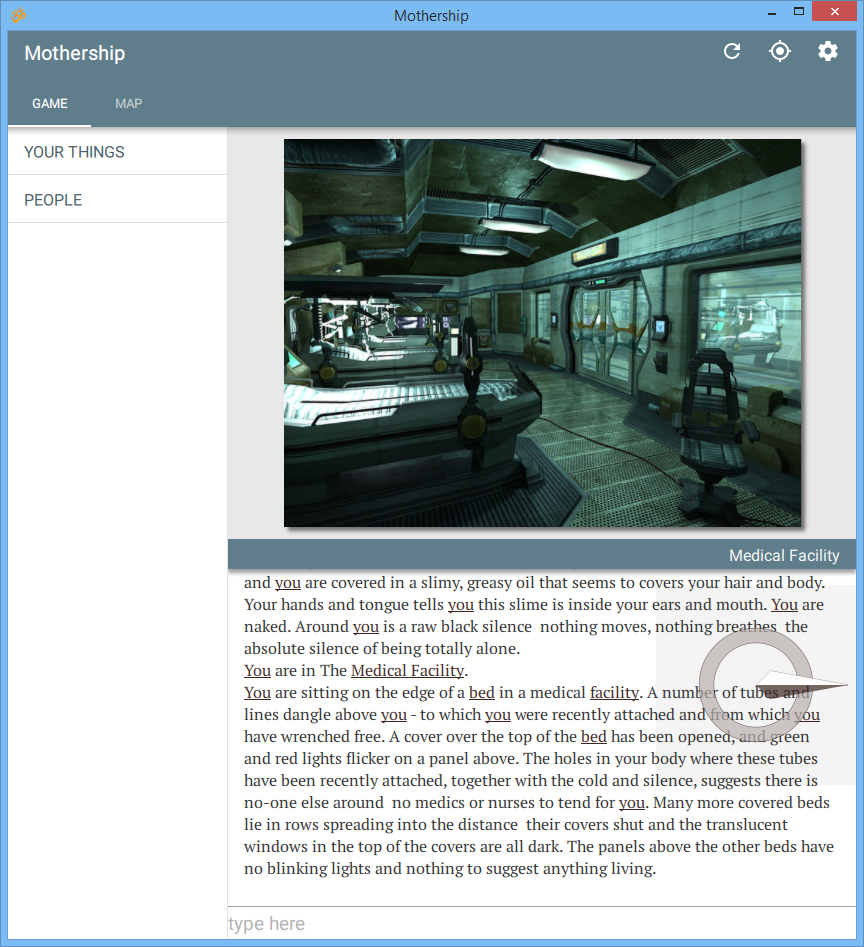 Mothership
Mothership
GAME
MAP
YOUR THINGS
PEOPLE
Medical Facility
and you are covered in a slimy, greasy oil that seems to covers your hair and body.
Your hands and tongue tells you this slime is inside your ears and mouth. You are
naked. Around you is a raw black silence  nothing moves, nothing breathes  the
absolute silence of being totally alone.
You are in The Medical Facility.
You are sitting on the edge of a bed in a medical facility. A number of tubes and
lines dangle above you - to which you were recently attached and from which you
have wrenched free. A cover over the top of the bed has been opened, and green
and red lights flicker on a panel above. The holes in your body where these tubes
have been recently attached, together with the cold and silence, suggests there is
no-one else around  no medics or nurses to tend for you. Many more covered beds
lie in rows spreading into the distance  their covers shut and the translucent
windows in the top of the covers are all dark. The panels above the other beds have
no blinking lights and nothing to suggest anything living.
type here